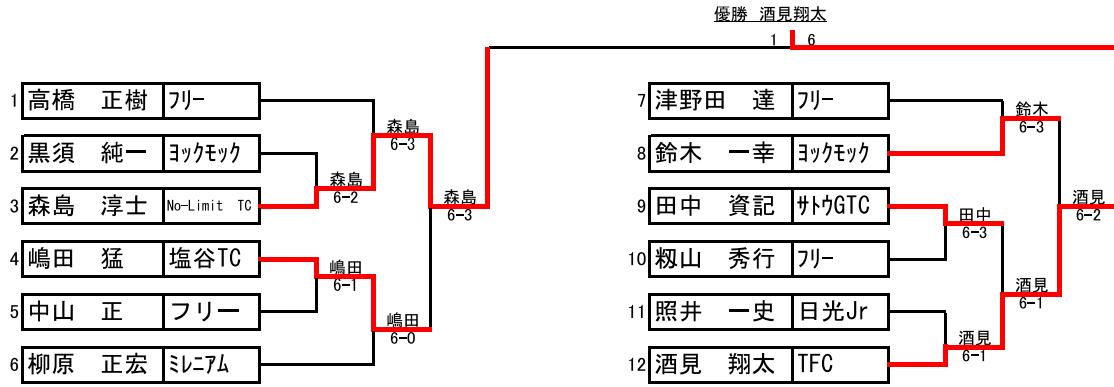 優勝 酒見翔太
1 6
1 高橋 正樹 フリー
2 黒須 純一 ヨックモック
3 森島 淳士 No-Limit TC
4 嶋田 猛 塩谷TC
5 中山 正 フリー
6 柳原 正宏 ミレニアム
森島
6-2
嶋田
6-1
森島
6-3
嶋田
6-0
森島
6-3
7 津野田 達 フリー
8 鈴木 一幸 ヨックモック
9 田中 資記 サトウGTC
10 籾山 秀行 フリー
11 照井 一史 日光Jr
12 酒見 翔太 TFC
鈴木
6-3
田中
6-3
酒見
6-1
酒見
6-1
酒見
6-2